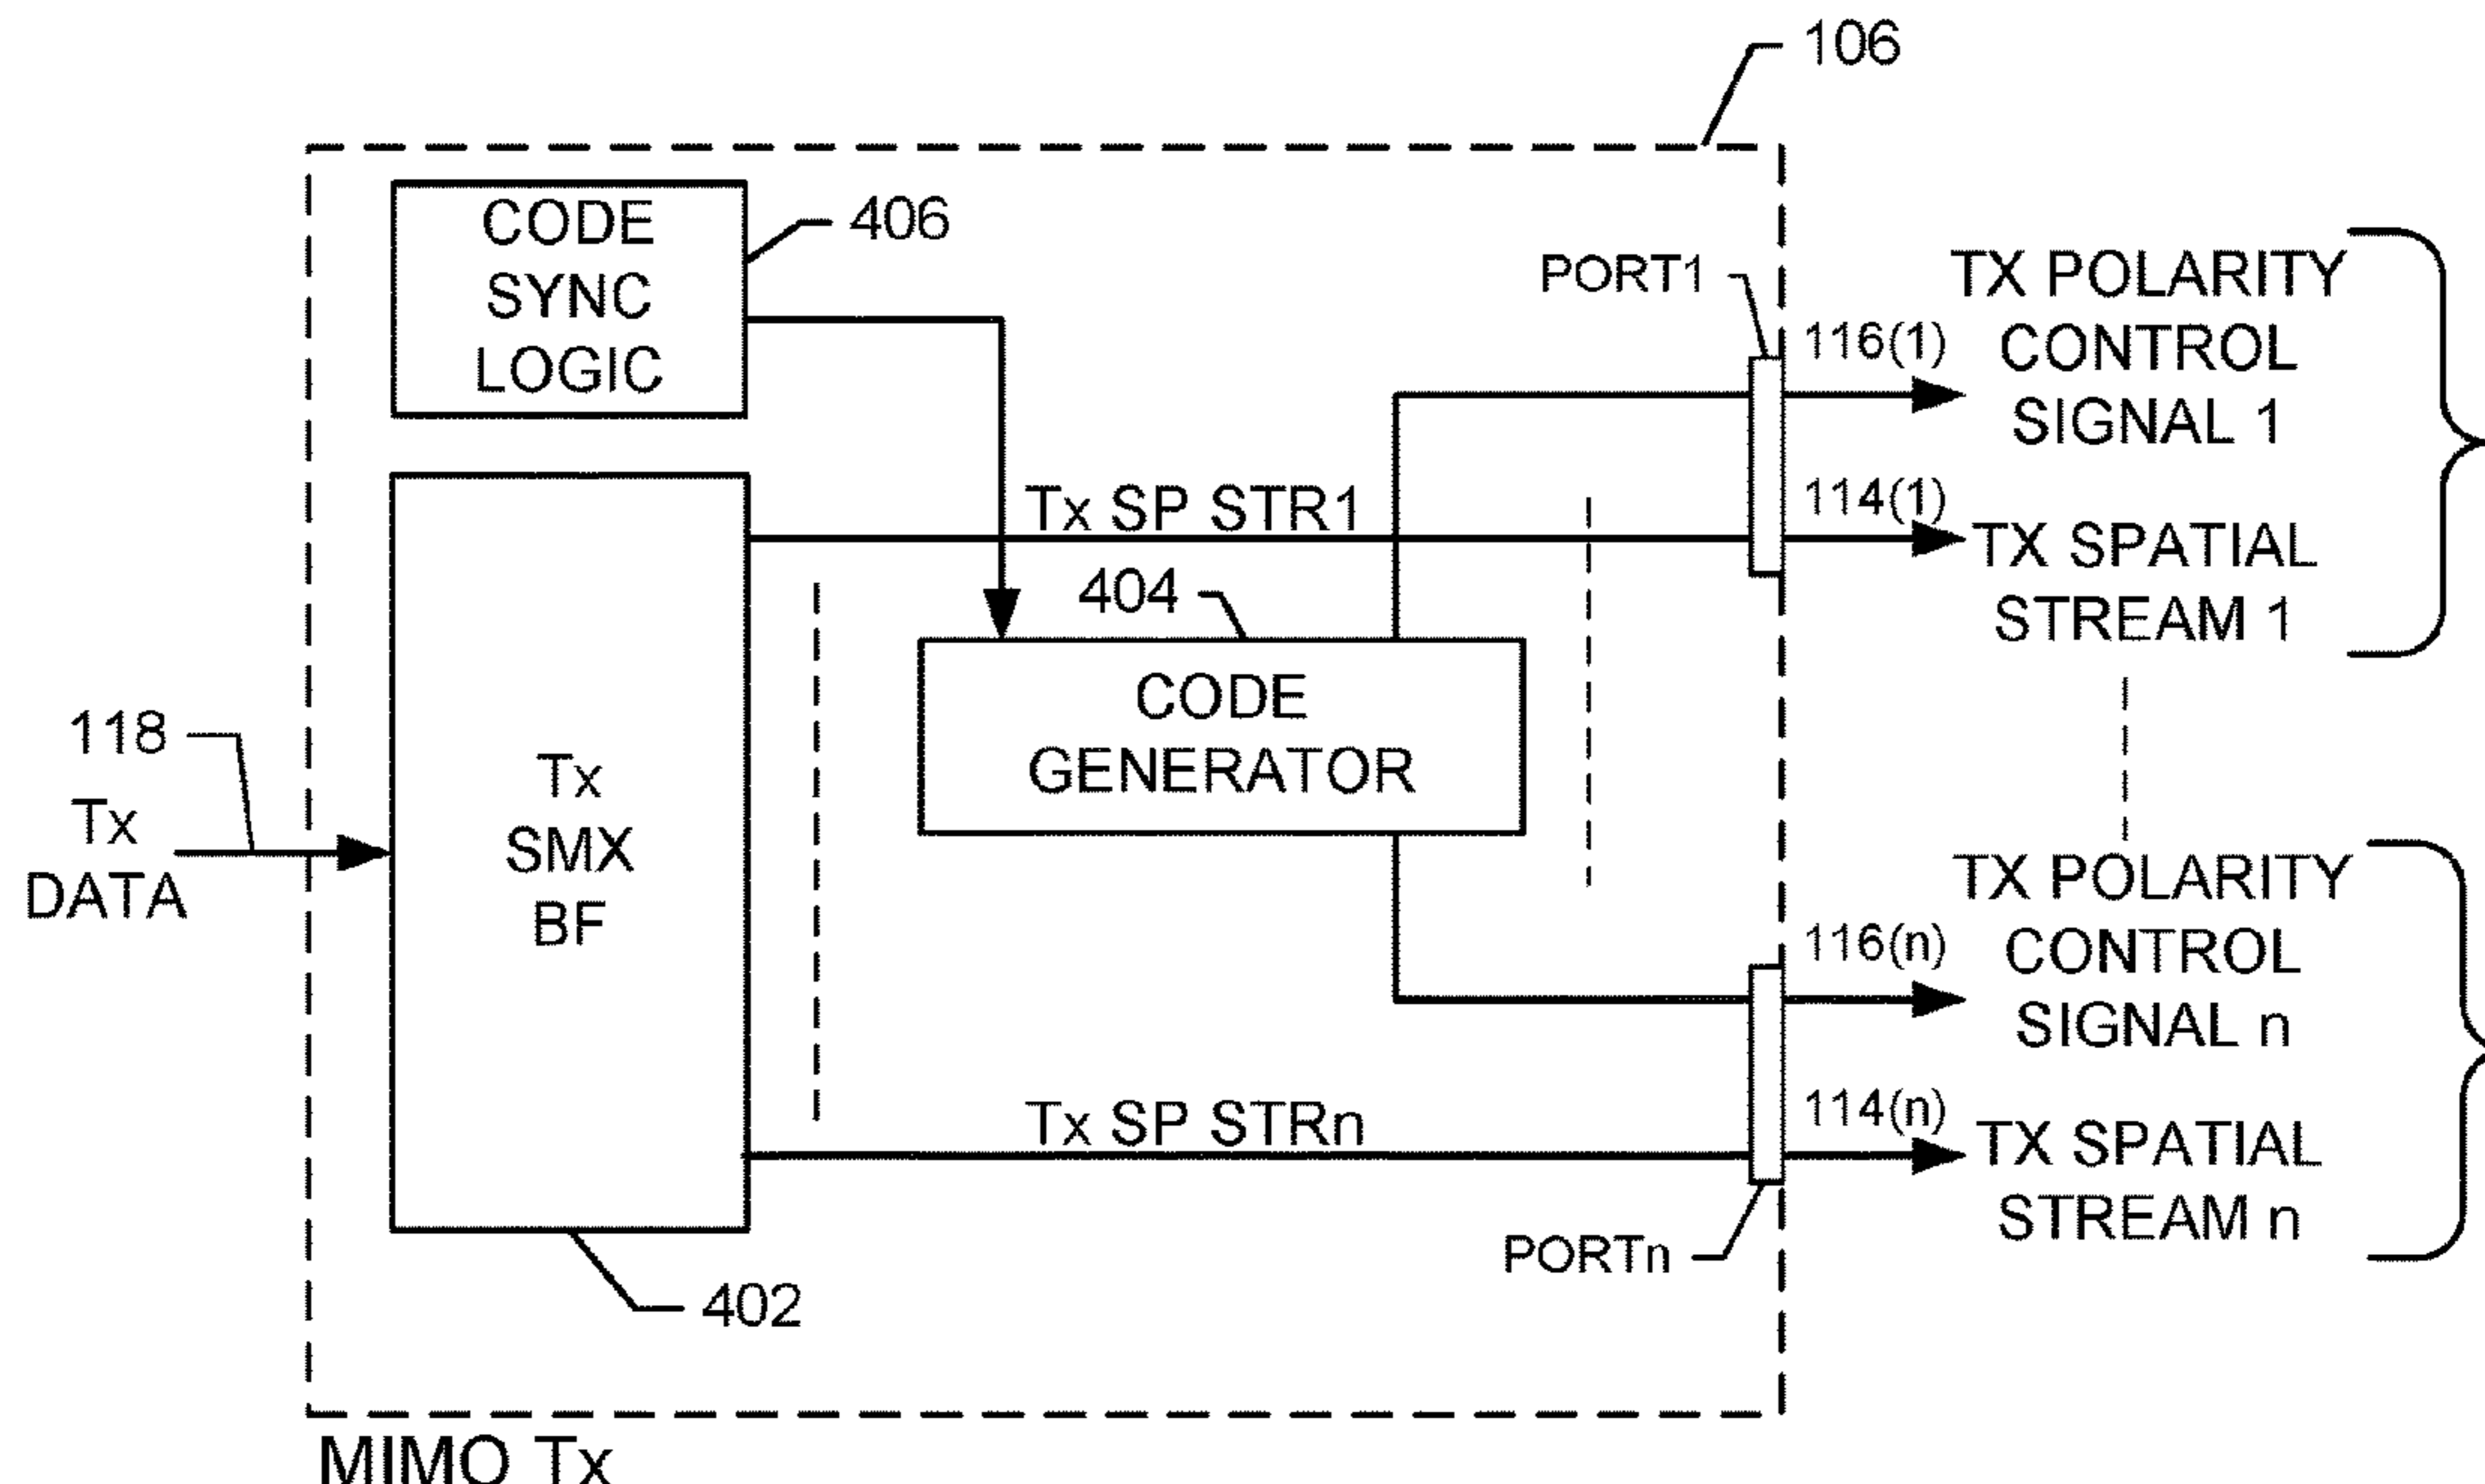 106
CODE
SYNC
LOGIC
406
PORT1
116(1)
TX POLARITY
CONTROL
SIGNAL 1
114(1)
TX SPATIAL
STREAM 1
Tx SP STR1
404
CODE
GENERATOR
118
Tx
DATA
Tx
SMX
BF
402
116(n)
TX POLARITY
CONTROL
SIGNAL n
114(n)
TX SPATIAL
STREAM n
Tx SP STRn
PORTn
MIMO Tx